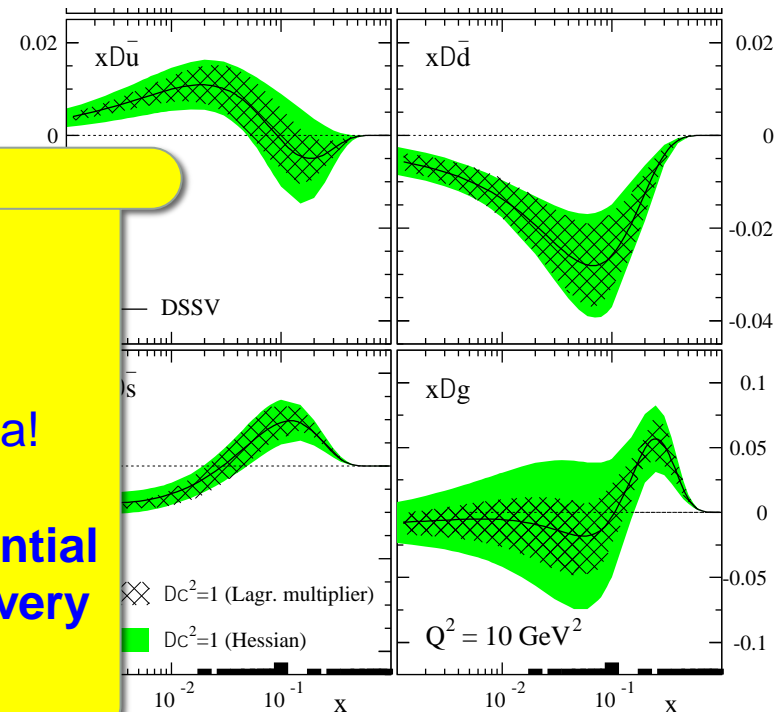 0.02
xDū
xDd̄
0.02
0
0
-0.02
DSSV
-0.04
s̄
xDg
0.1
a!
0.05
0
ntial
very
Dc²=1 (Lagr. multiplier)
-0.05
Dc²=1 (Hessian)
Q² = 10 GeV²
-0.1
10⁻² 10⁻¹ x
10⁻² 10⁻¹ x